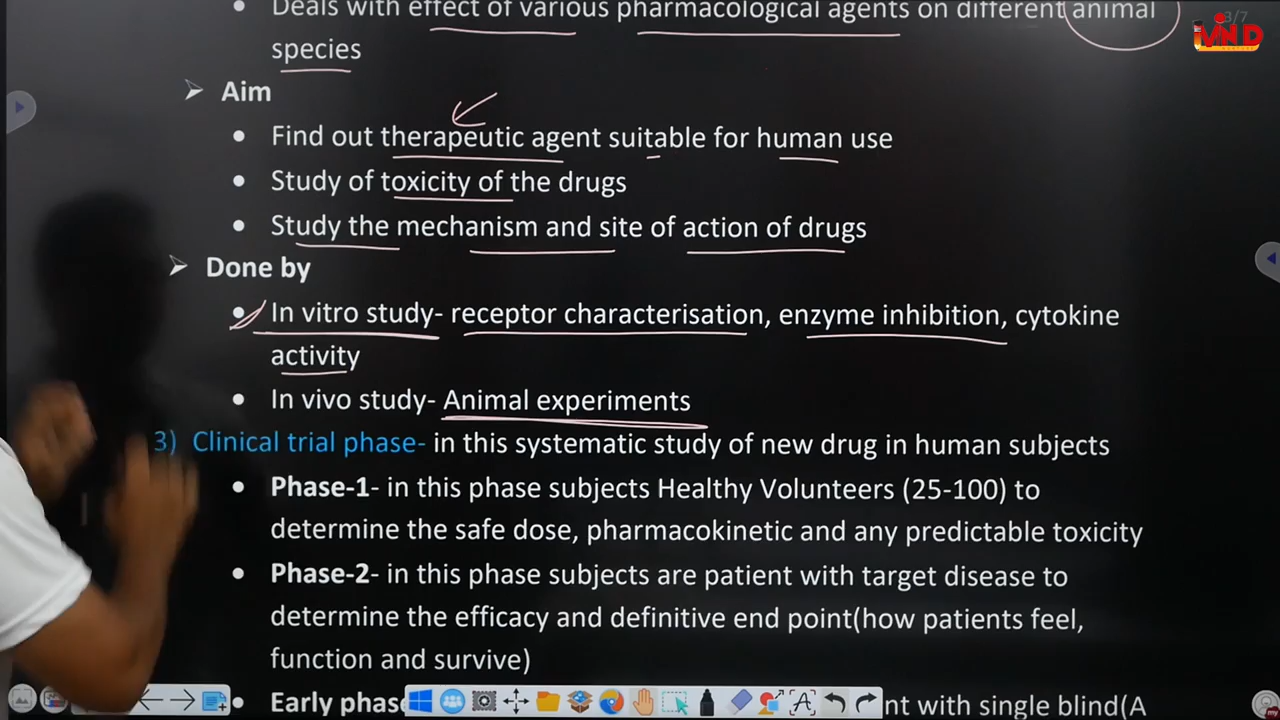 Deals with effect of various pharmacological agents on different animal
3/7
species
Aim
Find out therapeutic agent suitable for human use
Study of toxicity of the drugs
Study the mechanism and site of action of drugs
Done by
In vitro study- receptor characterisation, enzyme inhibition, cytokine
activity
In vivo study- Animal experiments
3) Clinical trial phase- in this systematic study of new drug in human subjects
Phase-1- in this phase subjects Healthy Volunteers (25-100) to
determine the safe dose, pharmacokinetic and any predictable toxicity
Phase-2- in this phase subjects are patient with target disease to
determine the efficacy and definitive end point(how patients feel,
function and survive)
Early phase
nt with single blind(A